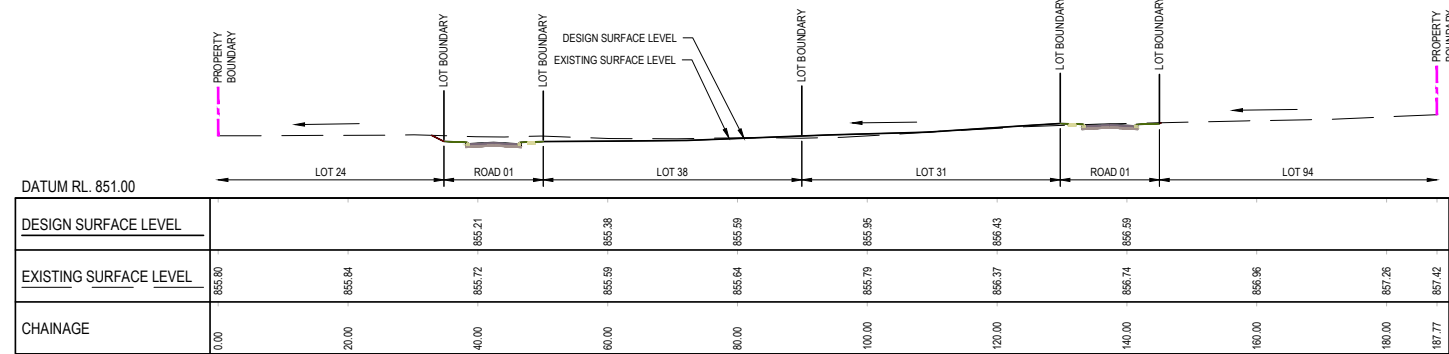 PROPERTY
BOUNDARY
LOT BOUNDARY
LOT BOUNDARY
DESIGN SURFACE LEVEL
EXISTING SURFACE LEVEL
LOT BOUNDARY
LOT BOUNDARY
LOT BOUNDARY
PROPERTY
BOUNDARY
LOT 24
ROAD 01
LOT 38
LOT 31
ROAD 01
LOT 94
DATUM RL. 851.00
DESIGN SURFACE LEVEL 855.21 855.38 855.59 855.95 856.43 856.59
EXISTING SURFACE LEVEL 855.80 855.84 855.72 855.59 855.64 855.79 856.37 856.74 856.96 857.26 857.42
CHAINAGE 0.00 20.00 40.00 60.00 80.00 100.00 120.00 140.00 160.00 180.00 187.77